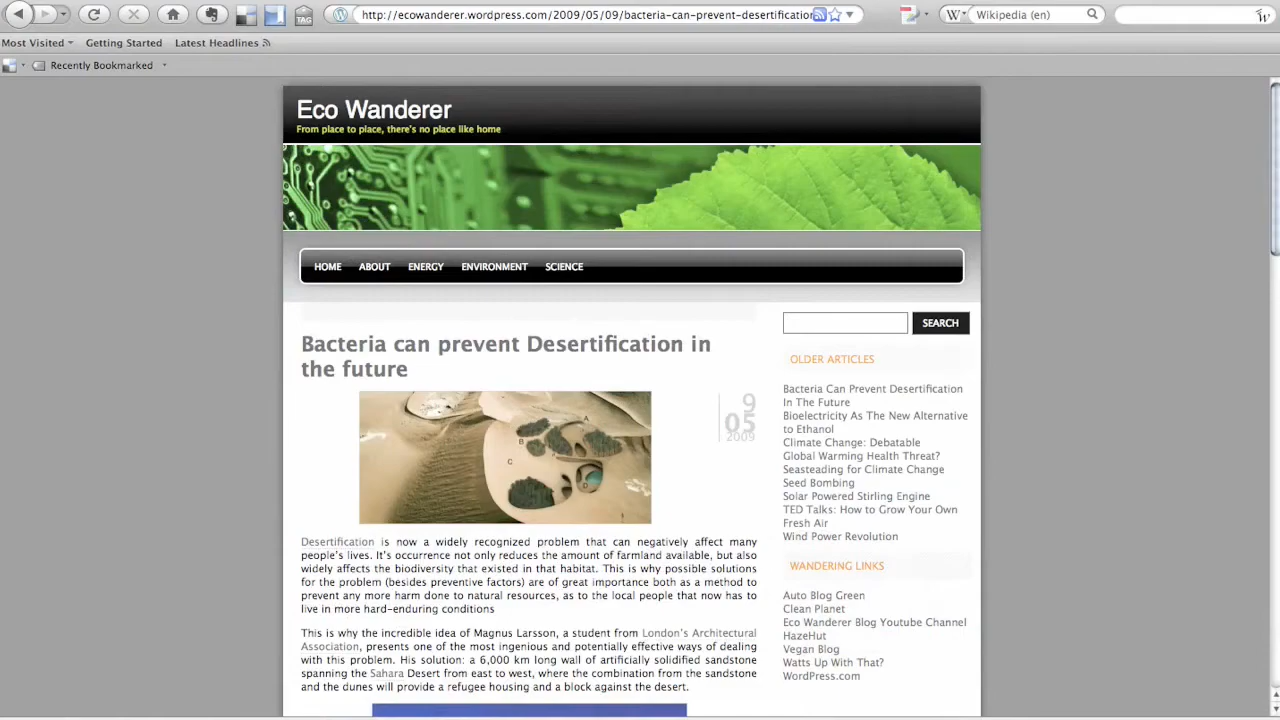 http://ecowanderer.wordpress.com/2009/05/09/bacteria-can-prevent-desertification
Wikipedia (en)
Most Visited
Getting Started
Latest Headlines
Recently Bookmarked
TAG
Eco Wanderer
From place to place, there's no place like home
HOME ABOUT ENERGY ENVIRONMENT SCIENCE
Bacteria can prevent Desertification in
the future
9
05
2009
A
B
C
D
Desertification is now a widely recognized problem that can negatively affect many
people's lives. It's occurrence not only reduces the amount of farmland available, but also
widely affects the biodiversity that existed in that habitat. This is why possible solutions
for the problem (besides preventive factors) are of great importance both as a method to
prevent any more harm done to natural resources, as to the local people that now has to
live in more hard-enduring conditions
This is why the incredible idea of Magnus Larsson, a student from London's Architectural
Association, presents one of the most ingenious and potentially effective ways of dealing
with this problem. His solution: a 6,000 km long wall of artificially solidified sandstone
spanning the Sahara Desert from east to west, where the combination from the sandstone
and the dunes will provide a refugee housing and a block against the desert.
SEARCH
OLDER ARTICLES
Bacteria Can Prevent Desertification
In The Future
Bioelectricity As The New Alternative
to Ethanol
Climate Change: Debatable
Global Warming Health Threat?
Seasteading for Climate Change
Seed Bombing
Solar Powered Stirling Engine
TED Talks: How to Grow Your Own
Fresh Air
Wind Power Revolution
WANDERING LINKS
Auto Blog Green
Clean Planet
Eco Wanderer Blog Youtube Channel
HazeHut
Vegan Blog
Watts Up With That?
WordPress.com